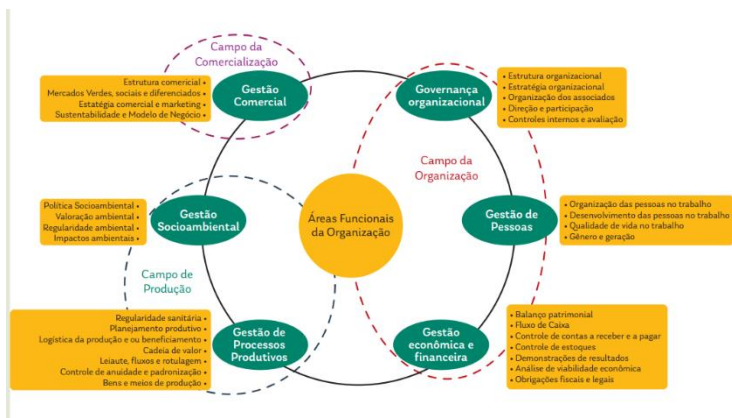 Campo da
Comercialização
Estrutura comercial •
Mercados Verdes, sociais e diferenciados •
Estatégia comercial e marketing •
Sustentabilidade e Modelo de Negócio •
Gestão
Comercial
Governança
organizacional
• Estrutura organizacional
• Estratégia organizacional
• Organização dos associados
• Direção e participação
• Controles internos e avaliação
Campo da
Organização
Política Socioambiental •
Valoração ambiental •
Regularidade ambiental •
Impactos ambientais •
Gestão
Socioambiental
Áreas Funcionais
da Organização
Gestão de
Pessoas
• Organização das pessoas no trabalho
• Desenvolvimento das pessoas no trabalho
• Qualidade de vida no trabalho
• Gênero e geração
Campo de
Produção
Regularidade sanitária •
Planejamento produtivo •
Logística da produção e ou beneficiamento •
Cadeia de valor •
Leiaute, fluxos e rotulagem •
Controle de anuidade e padronização •
Bens e meios de produção •
Gestão de
Processos
Produtivos
Gestão
econômica e
financeira
• Balanço patrimonial
• Fluxo de Caixa
• Controle de contas a receber e a pagar
• Controle de estoques
• Demonstrações de resultados
• Análise de viabilidade econômica
• Obrigações fiscais e legais